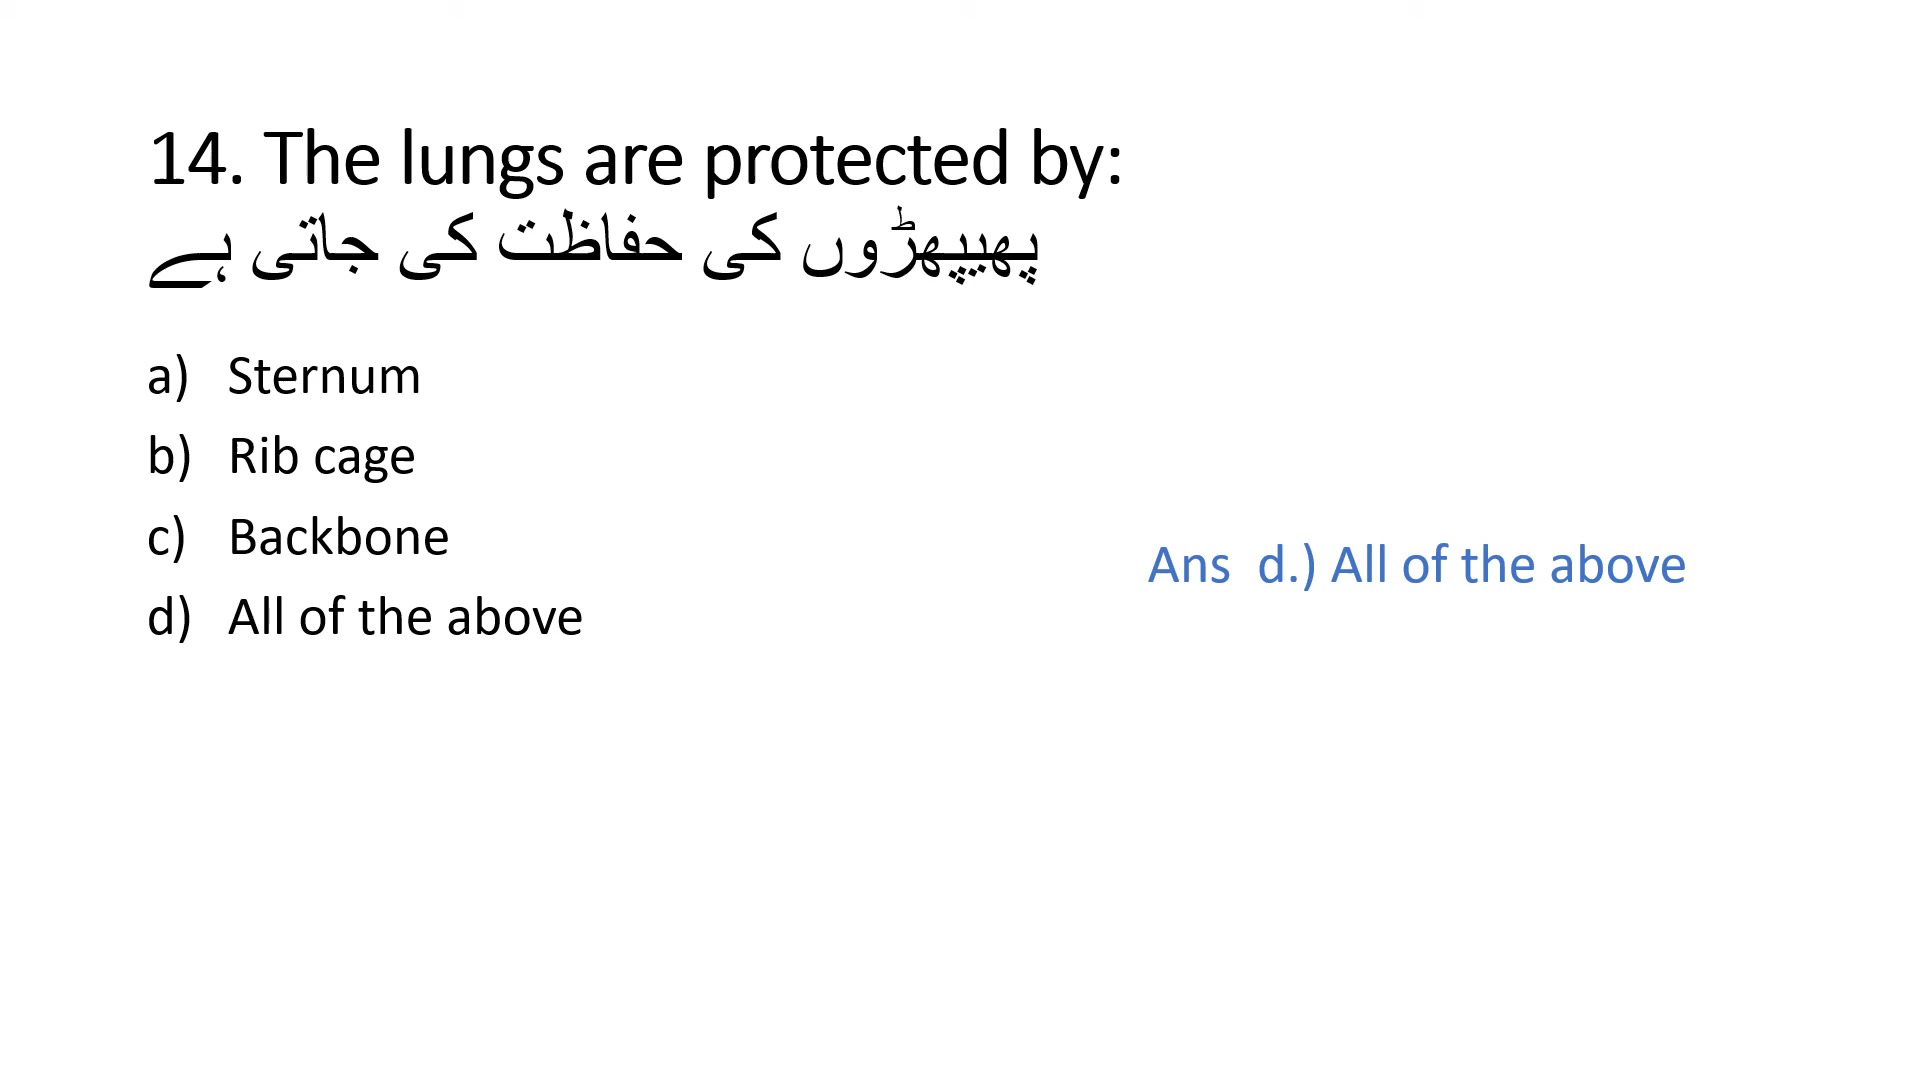 14. The lungs are protected by:
پھیپھڑوں کی حفاظت کی جاتی ہے
a) Sternum
b) Rib cage
c) Backbone
d) All of the above
Ans d.) All of the above